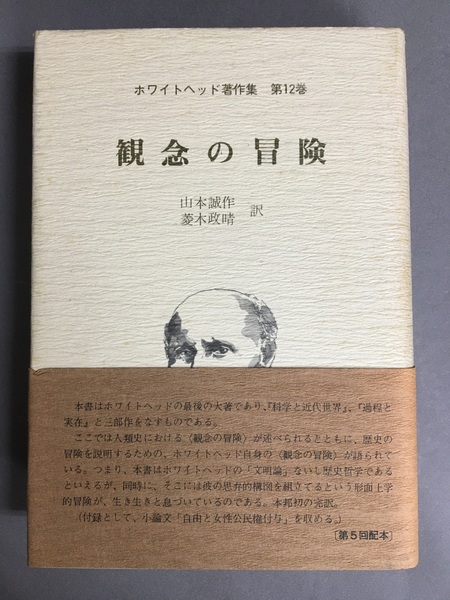 ホワイトヘッド著作集 第12巻
観念の冒険
山本誠作
菱木政晴 訳
本書はホワイトヘッドの最後の大著であり、『科学と近代世界』、『過程と
実在』と三部作をなすものである。
ここでは人類史における〈観念の冒険〉が述べられるとともに、歴史の
冒険を説明するための、ホワイトヘッド自身の〈観念の冒険〉が語られて
いる。つまり、本書はホワイトヘッドの「文明論」ないし歴史哲学である
といえるが、同時に、そこには彼の思弁的構図を組立てるという形而上学
的冒険が、生き生きと息づいているのである。本邦初の完訳。
(付録として、小論文「自由と女性公民権付与」を収める。)
〔第5回配本〕